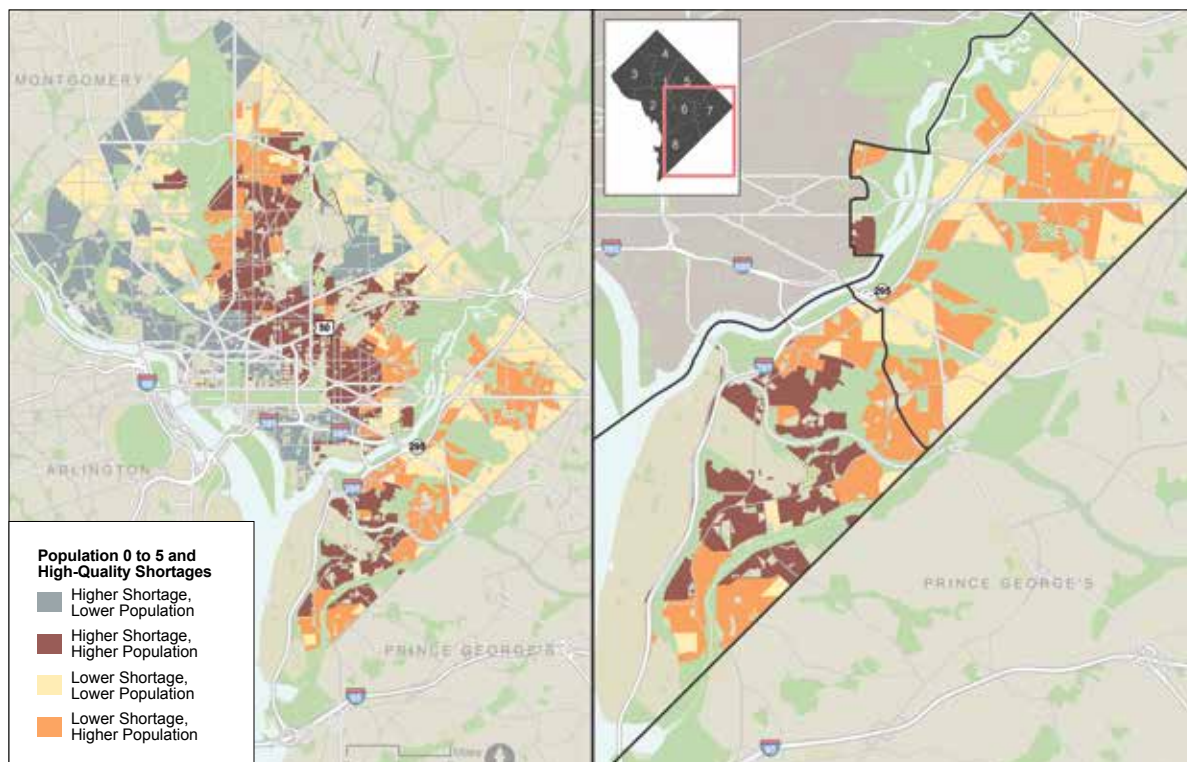 MONTGOMERY
50
ARLINGTON
295
PRINCE GEORGE'S
Miles
Population 0 to 5 and
High-Quality Shortages
Higher Shortage,
Lower Population
Higher Shortage,
Higher Population
Lower Shortage,
Lower Population
Lower Shortage,
Higher Population
4
3
1
5
2
6
7
8
295
PRINCE GEORGE'S